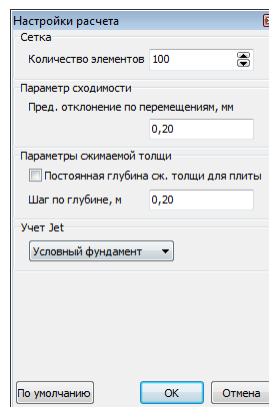 Настройки расчета
Сетка
Количество элементов 100
Параметр сходимости
Пред. отклонение по перемещениям, мм
0,20
Параметры сжимаемой толщи
Постоянная глубина сж. толщи для плиты
Шаг по глубине, м 0,20
Учет Jet
Условный фундамент
По умолчанию OK Отмена